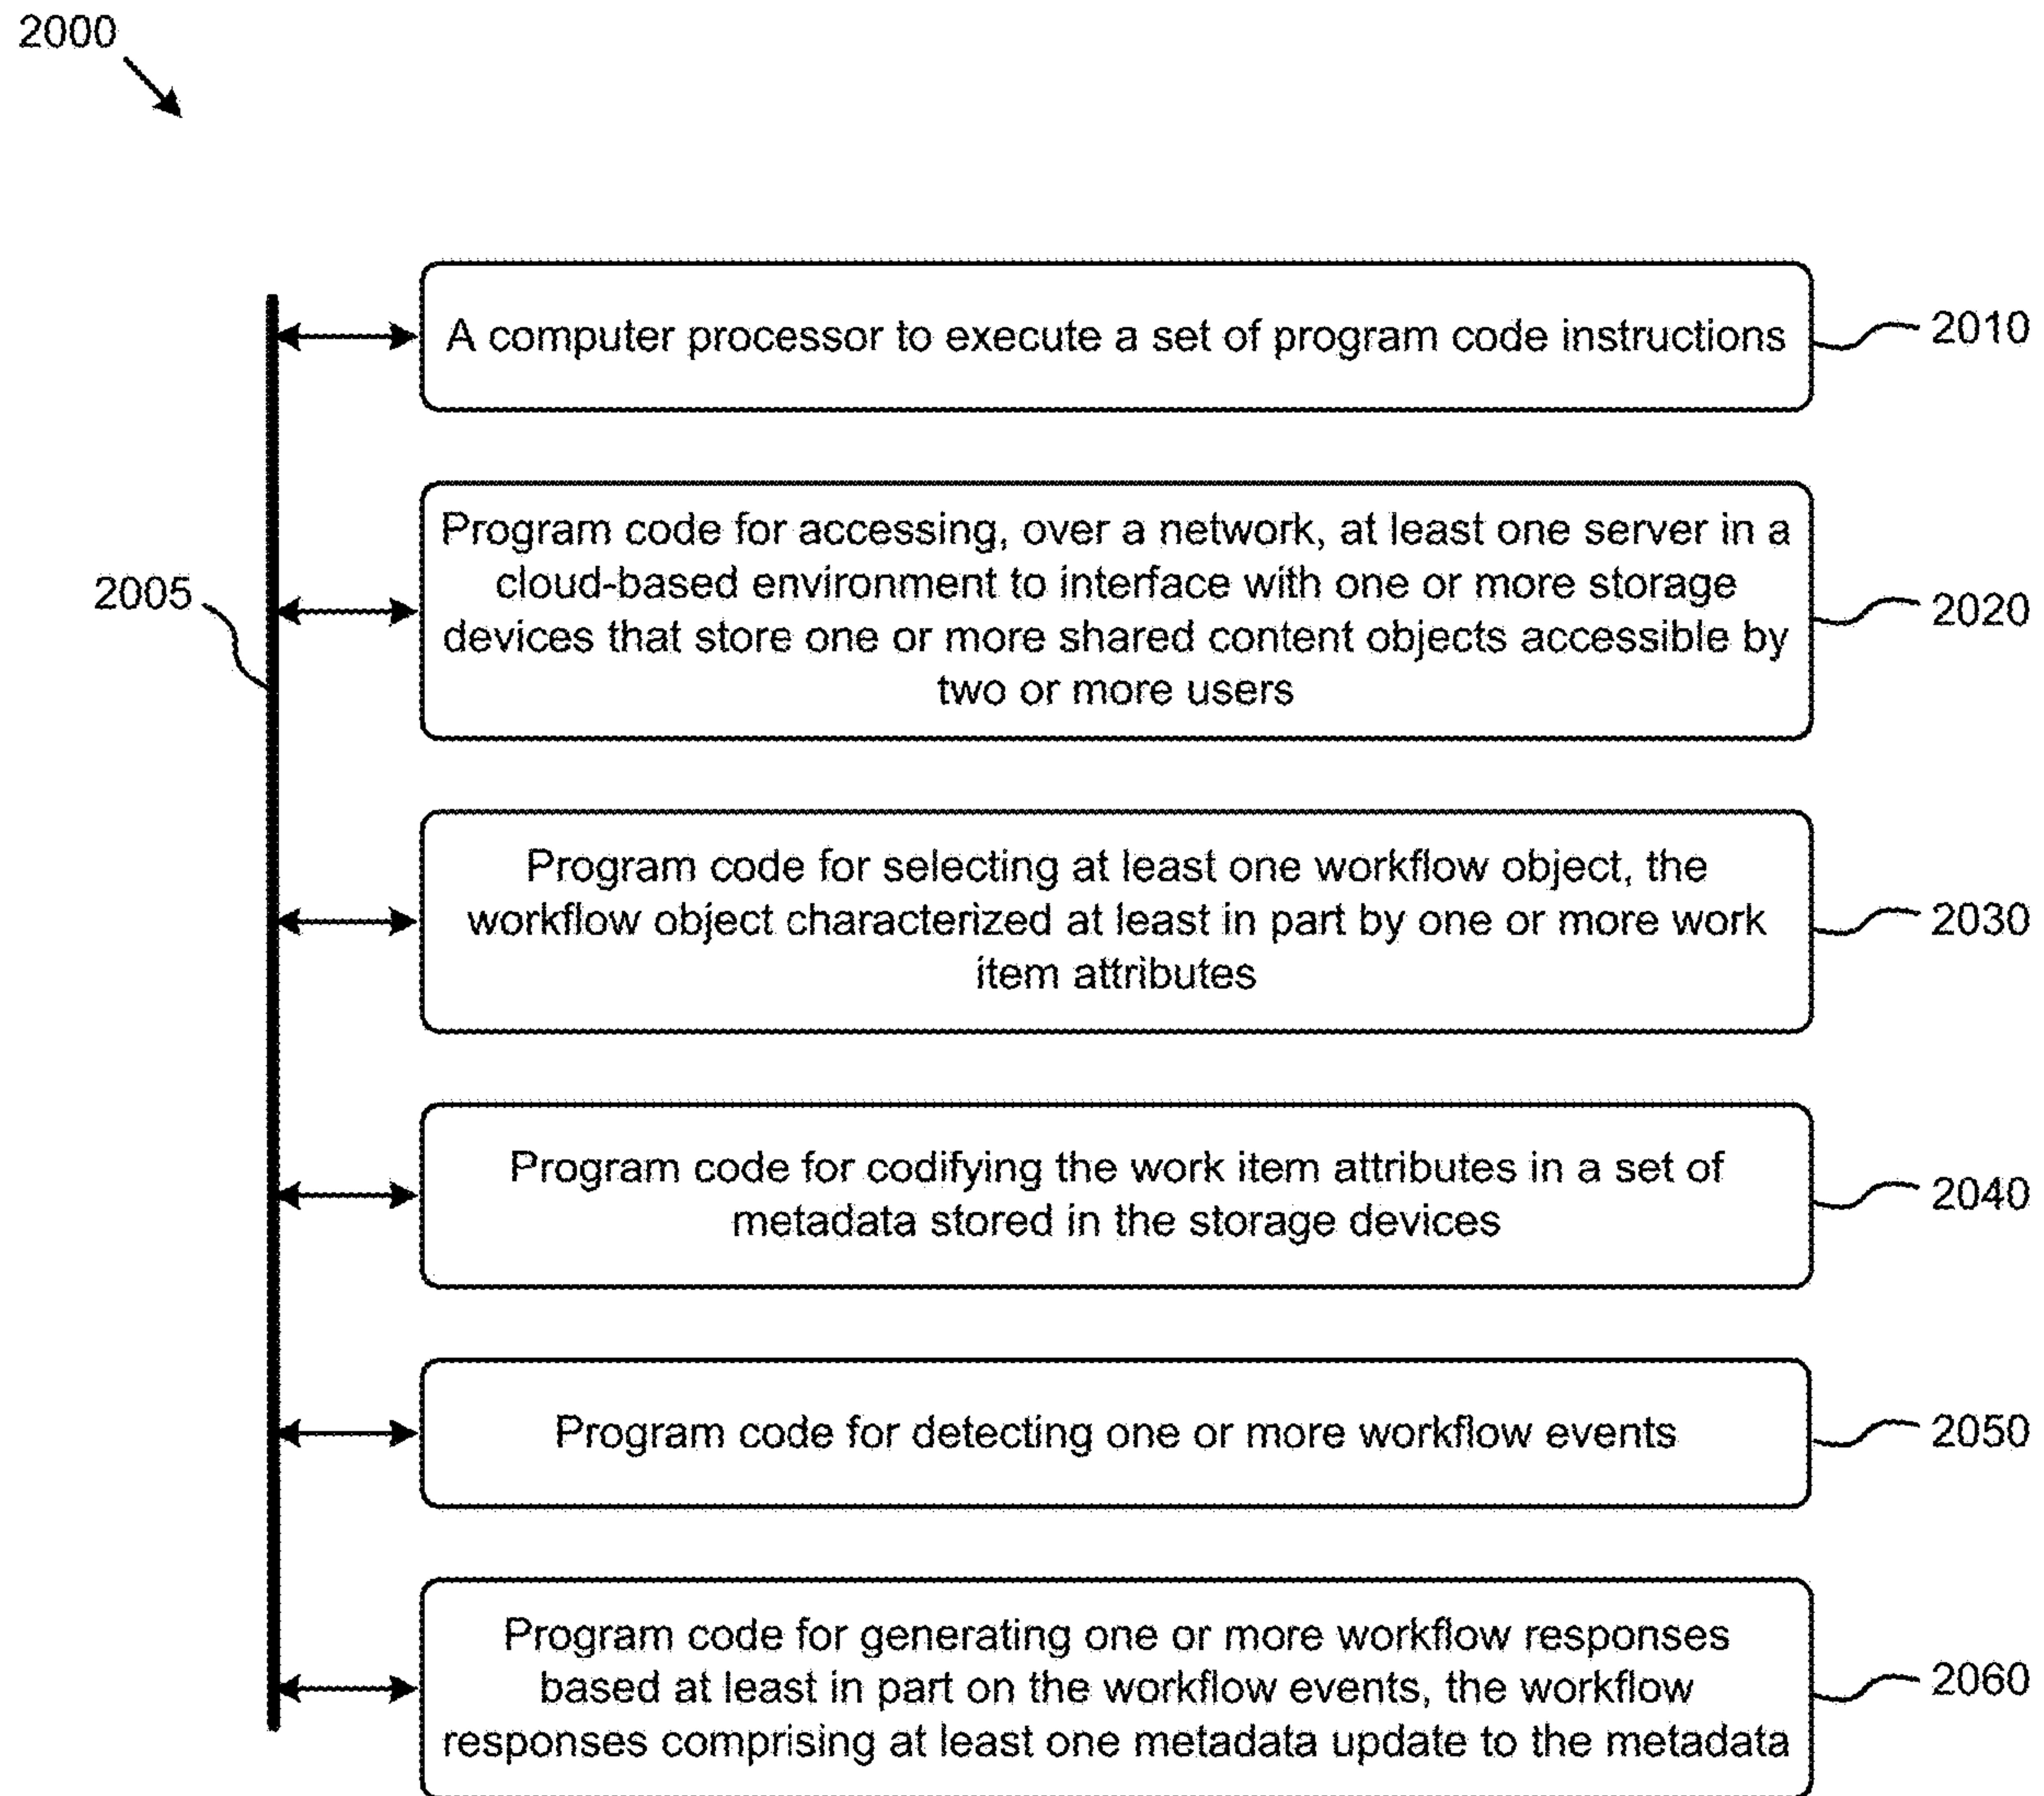 2000
A computer processor to execute a set of program code instructions
2010
Program code for accessing, over a network, at least one server in a
cloud-based environment to interface with one or more storage
devices that store one or more shared content objects accessible by
two or more users
2005
2020
Program code for selecting at least one workflow object, the
workflow object characterized at least in part by one or more work
item attributes
2030
Program code for codifying the work item attributes in a set of
metadata stored in the storage devices
2040
Program code for detecting one or more workflow events
2050
Program code for generating one or more workflow responses
based at least in part on the workflow events, the workflow
responses comprising at least one metadata update to the metadata
2060